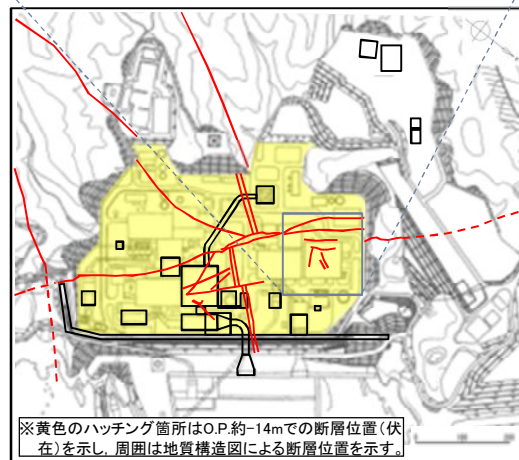 ※黄色のハッチング箇所はO.P.約-14mでの断層位置(伏
在)を示し，周囲は地質構造図による断層位置を示す。